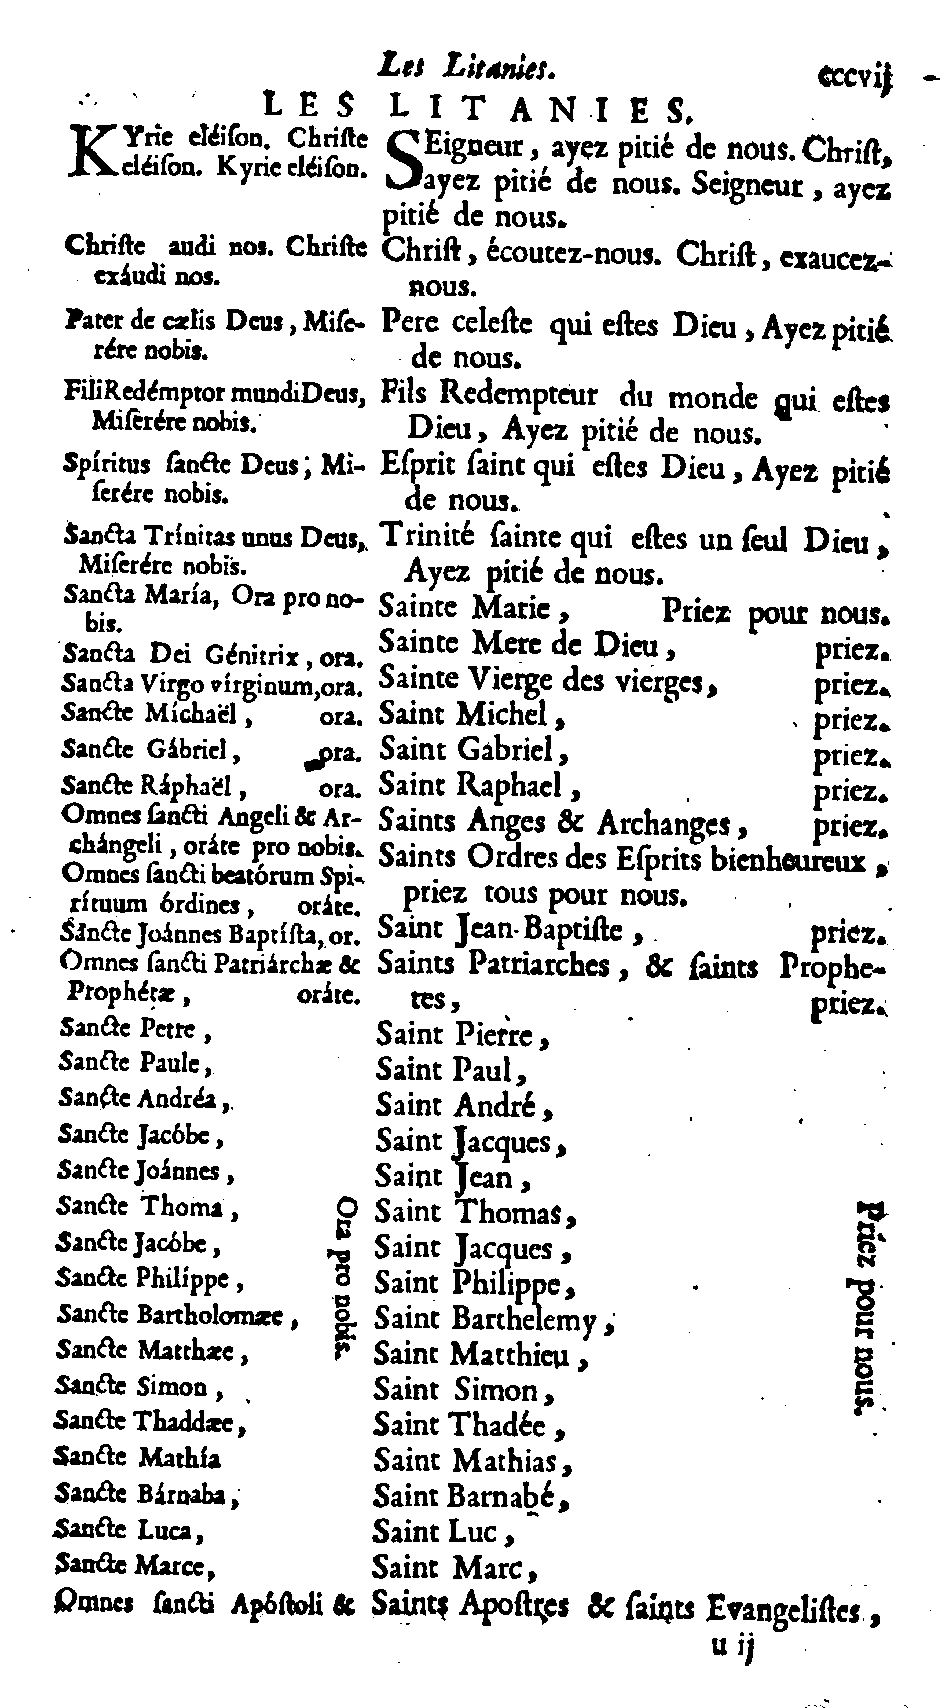 Les Litanies. cccvij
LES LITANIES.
KYrie eléiſon. Chriſte
eléiſon. Kyrie eléiſon.
Chriſte audi nos. Chriſte
exáudi nos.
Pater de cælis Deus, Miſe-
rére nobis.
Fili Redémptor mundi Deus,
Miſerére nobis.
Spíritus ſancte Deus; Mi-
ſerére nobis.
Sancta Trínitas unus Deus,
Miſerére nobis.
Sancta María, Ora pro no-
bis.
Sancta Dei Génitrix, ora.
Sancta Virgo vírginum, ora.
Sancte Míchaël, ora.
Sancte Gábriel, ora.
Sancte Ráphaël, ora.
Omnes ſancti Angeli & Ar-
chángeli, oráte pro nobis.
Omnes ſancti beatórum Spi-
rítuum órdines, oráte.
Sancte Joánnes Baptíſta, or.
Omnes ſancti Patriárchæ &
Prophétæ, oráte.
Sancte Petre,
Sancte Paule,
Sancte Andréa,
Sancte Jacóbe,
Sancte Joánnes,
Sancte Thoma,
Sancte Jacóbe,
Sancte Philíppe,
Sancte Bartholomæe,
Sancte Matthæe,
Sancte Simon,
Sancte Thaddæe,
Sancte Mathía
Sancte Bárnaba,
Sancte Luca,
Sancte Marce,
Omnes ſancti Apóſtoli &
Ora pro nobis.
SEigneur, ayez pitié de nous. Chriſt,
ayez pitié de nous. Seigneur, ayez
pitié de nous.
Chriſt, écoutez-nous. Chriſt, exaucez-
nous.
Pere celeſte qui eſtes Dieu, Ayez pitié
de nous.
Fils Redempteur du monde qui eſtes
Dieu, Ayez pitié de nous.
Eſprit ſaint qui eſtes Dieu, Ayez pitié
de nous.
Trinité ſainte qui eſtes un ſeul Dieu,
Ayez pitié de nous.
Sainte Marie, Priez pour nous.
Sainte Mere de Dieu, priez.
Sainte Vierge des vierges, priez.
Saint Michel, priez.
Saint Gabriel, priez.
Saint Raphael, priez.
Saints Anges & Archanges, priez.
Saints Ordres des Eſprits bienheureux,
priez tous pour nous.
Saint Jean-Baptiſte, priez.
Saints Patriarches, & ſaints Prophe-
tes, priez.
Saint Pierre,
Saint Paul,
Saint André,
Saint Jacques,
Saint Jean,
Saint Thomas,
Saint Jacques,
Saint Philippe,
Saint Barthelemy,
Saint Matthieu,
Saint Simon,
Saint Thadée,
Saint Mathias,
Saint Barnabé,
Saint Luc,
Saint Marc,
Saints Apoſtres & ſaints Evangeliſtes,
Priez pour nous.
u ij